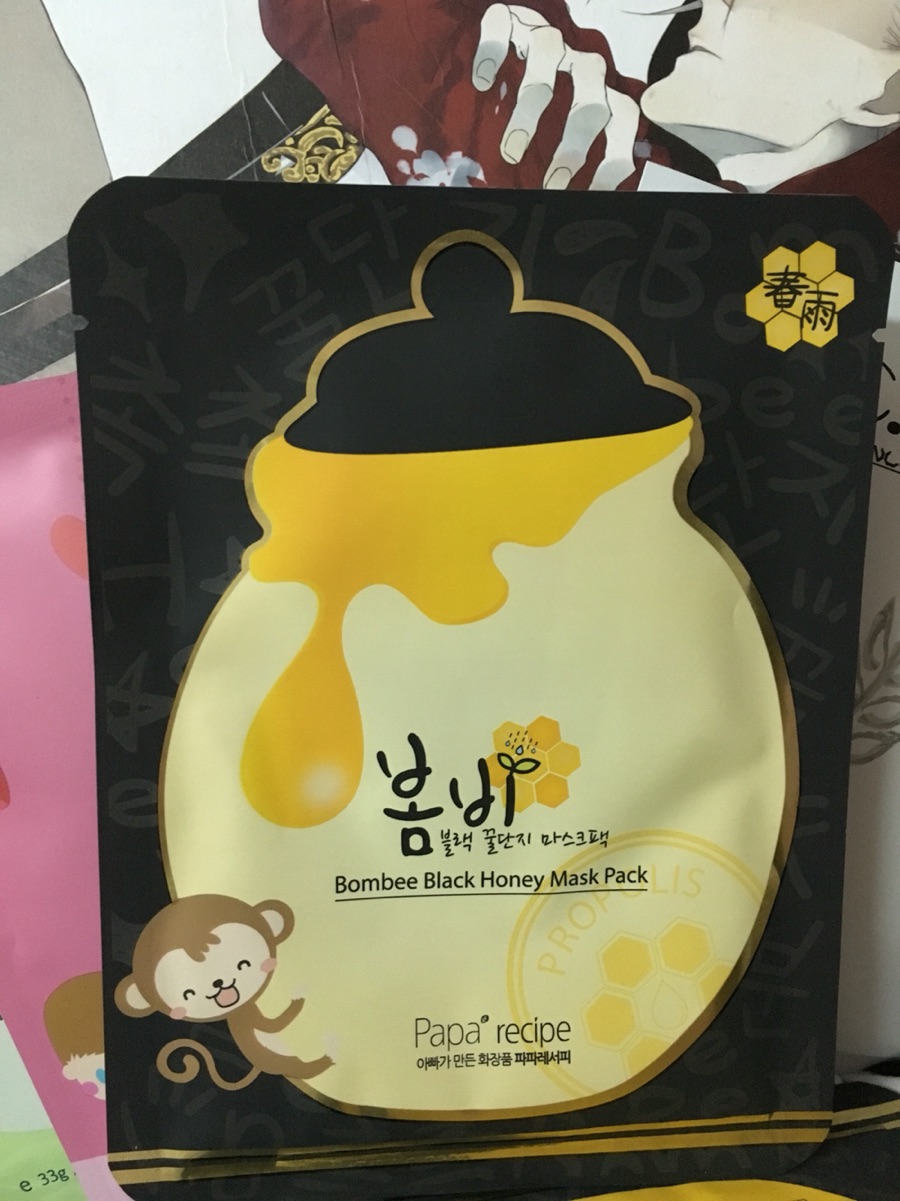 春雨
봄비
블랙 꿀단지 마스크팩
Bombee Black Honey Mask Pack
PROPOLIS
Papa recipe
아빠가 만든 화장품 파파레서피
e 33g